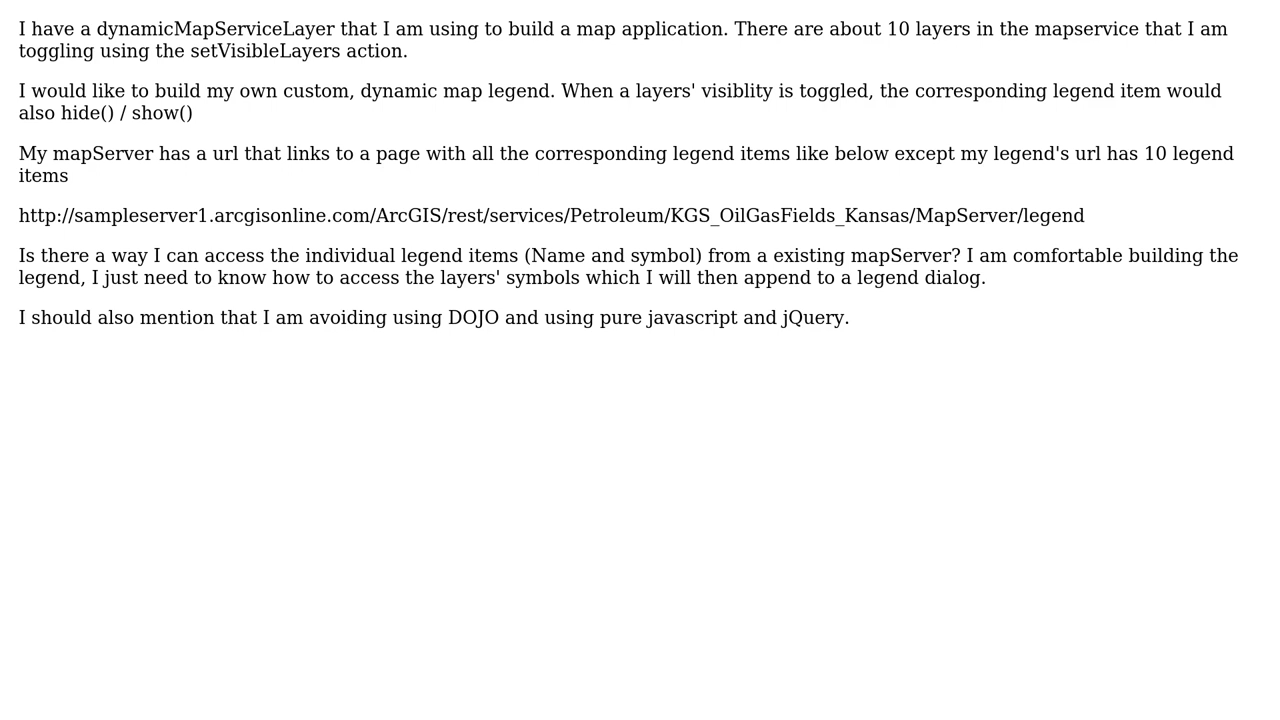 I have a dynamicMapServiceLayer that I am using to build a map application. There are about 10 layers in the mapservice that I am
toggling using the setVisibleLayers action.
I would like to build my own custom, dynamic map legend. When a layers' visiblity is toggled, the corresponding legend item would
also hide() / show()
My mapServer has a url that links to a page with all the corresponding legend items like below except my legend's url has 10 legend
items
http://sampleserver1.arcgisonline.com/ArcGIS/rest/services/Petroleum/KGS_OilGasFields_Kansas/MapServer/legend
Is there a way I can access the individual legend items (Name and symbol) from a existing mapServer? I am comfortable building the
legend, I just need to know how to access the layers' symbols which I will then append to a legend dialog.
I should also mention that I am avoiding using DOJO and using pure javascript and jQuery.